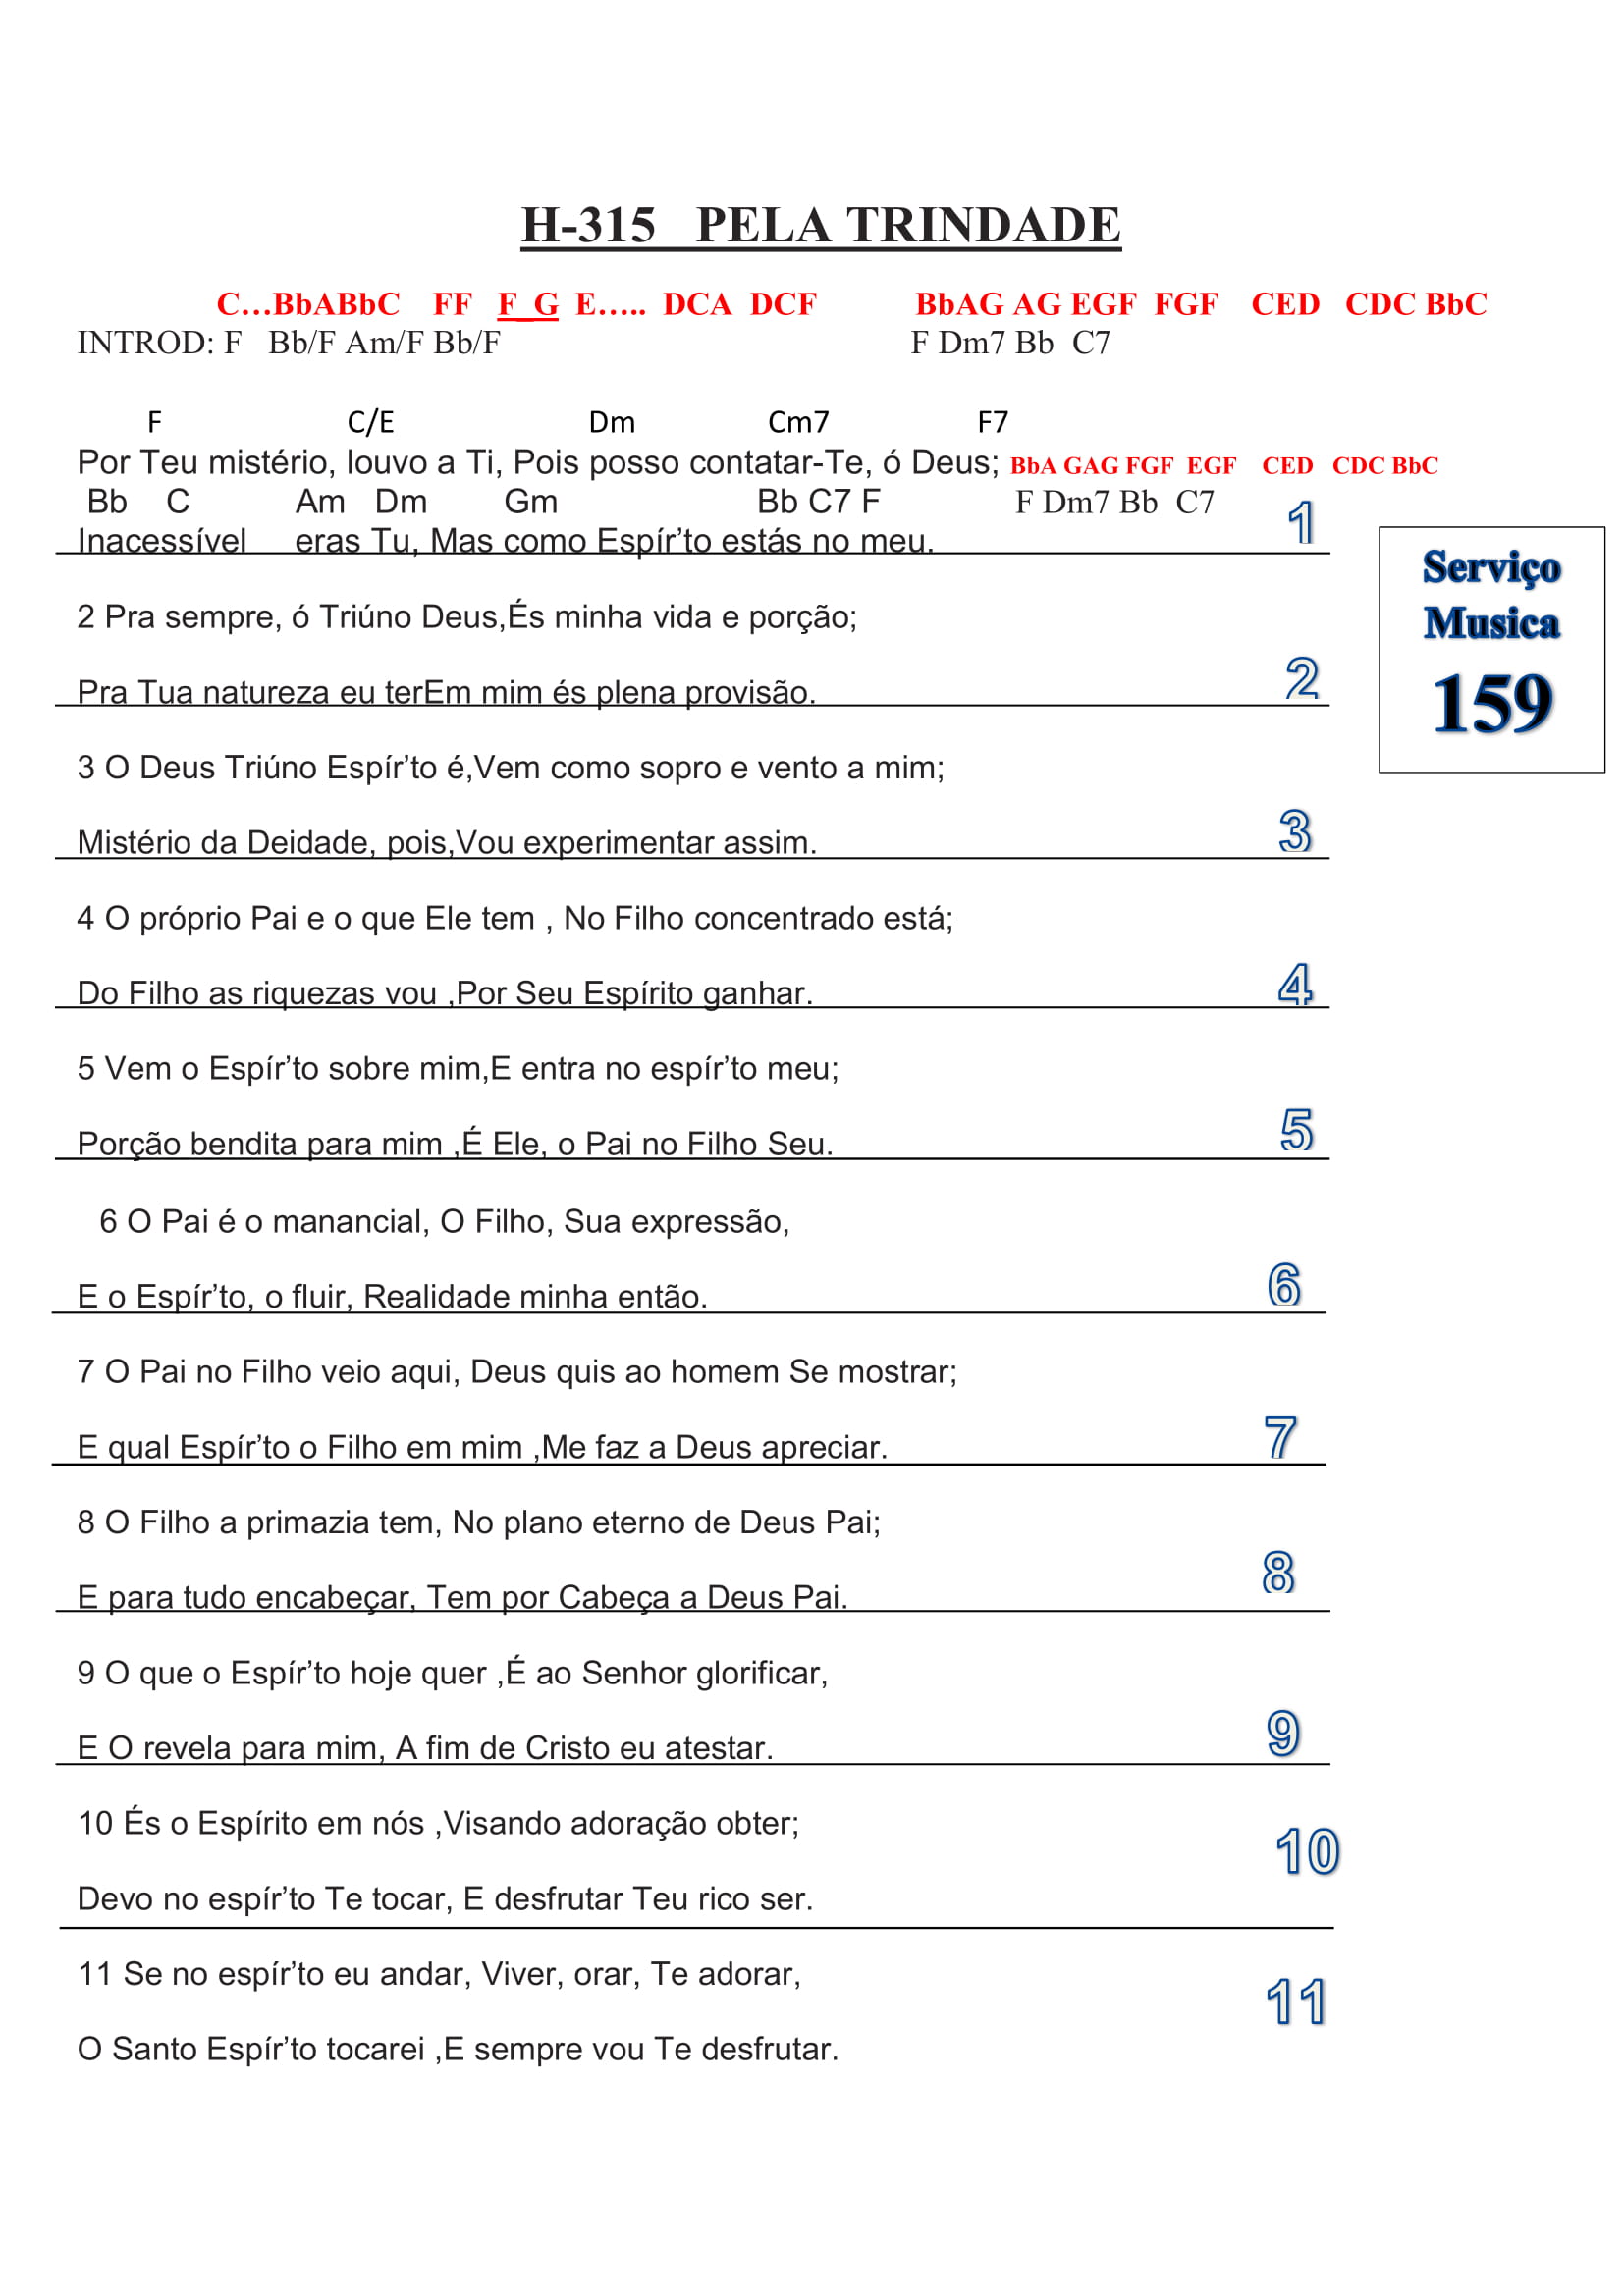 H-315 PELA TRINDADE
C…BbABbC FF F_G E….. DCA DCF BbAG AG EGF FGF CED CDC BbC
INTROD: F Bb/F Am/F Bb/F F Dm7 Bb C7
F C/E Dm Cm7 F7
Por Teu mistério, louvo a Ti, Pois posso contatar-Te, ó Deus; BbA GAG FGF EGF CED CDC BbC
Bb C Am Dm Gm Bb C7 F F Dm7 Bb C7
1
Inacessível eras Tu, Mas como Espír’to estás no meu.
Serviço
Musica
159
2 Pra sempre, ó Triúno Deus,És minha vida e porção;
Pra Tua natureza eu terEm mim és plena provisão.
2
3 O Deus Triúno Espír’to é,Vem como sopro e vento a mim;
Mistério da Deidade, pois,Vou experimentar assim.
3
4 O próprio Pai e o que Ele tem , No Filho concentrado está;
Do Filho as riquezas vou ,Por Seu Espírito ganhar.
4
5 Vem o Espír’to sobre mim,E entra no espír’to meu;
Porção bendita para mim ,É Ele, o Pai no Filho Seu.
5
6 O Pai é o manancial, O Filho, Sua expressão,
E o Espír’to, o fluir, Realidade minha então.
6
7 O Pai no Filho veio aqui, Deus quis ao homem Se mostrar;
E qual Espír’to o Filho em mim ,Me faz a Deus apreciar.
7
8 O Filho a primazia tem, No plano eterno de Deus Pai;
E para tudo encabeçar, Tem por Cabeça a Deus Pai.
8
9 O que o Espír’to hoje quer ,É ao Senhor glorificar,
E O revela para mim, A fim de Cristo eu atestar.
9
10 És o Espírito em nós ,Visando adoração obter;
10
Devo no espír’to Te tocar, E desfrutar Teu rico ser.
11 Se no espír’to eu andar, Viver, orar, Te adorar,
11
O Santo Espír’to tocarei ,E sempre vou Te desfrutar.